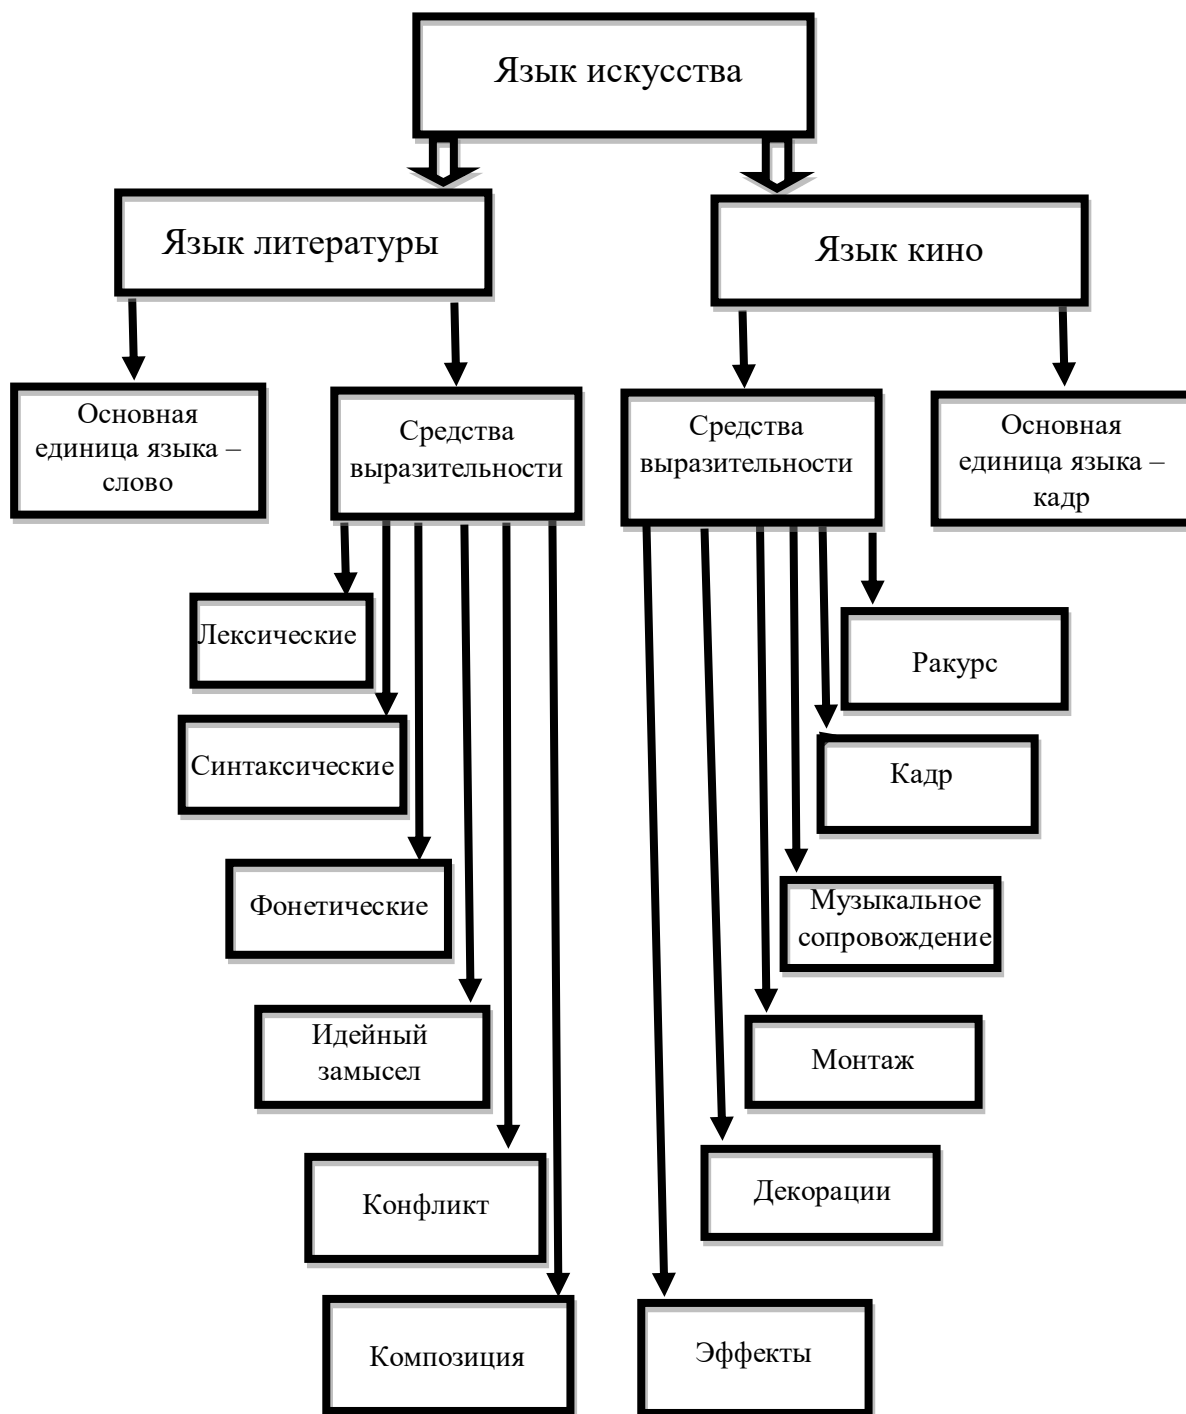 Язык искусства
Язык литературы
Язык кино
Основная
единица языка –
слово
Средства
выразительности
Средства
выразительности
Основная
единица языка –
кадр
Лексические
Ракурс
Синтаксические
Кадр
Фонетические
Музыкальное
сопровождение
Идейный
замысел
Монтаж
Конфликт
Декорации
Композиция
Эффекты